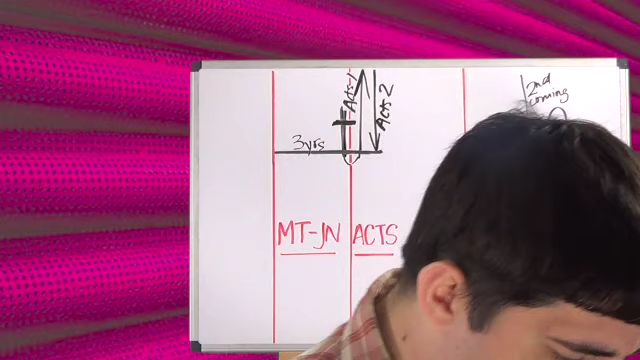 2nd
coming
Acts 1
ACTS 2
3yrs
MT-JN
ACTS